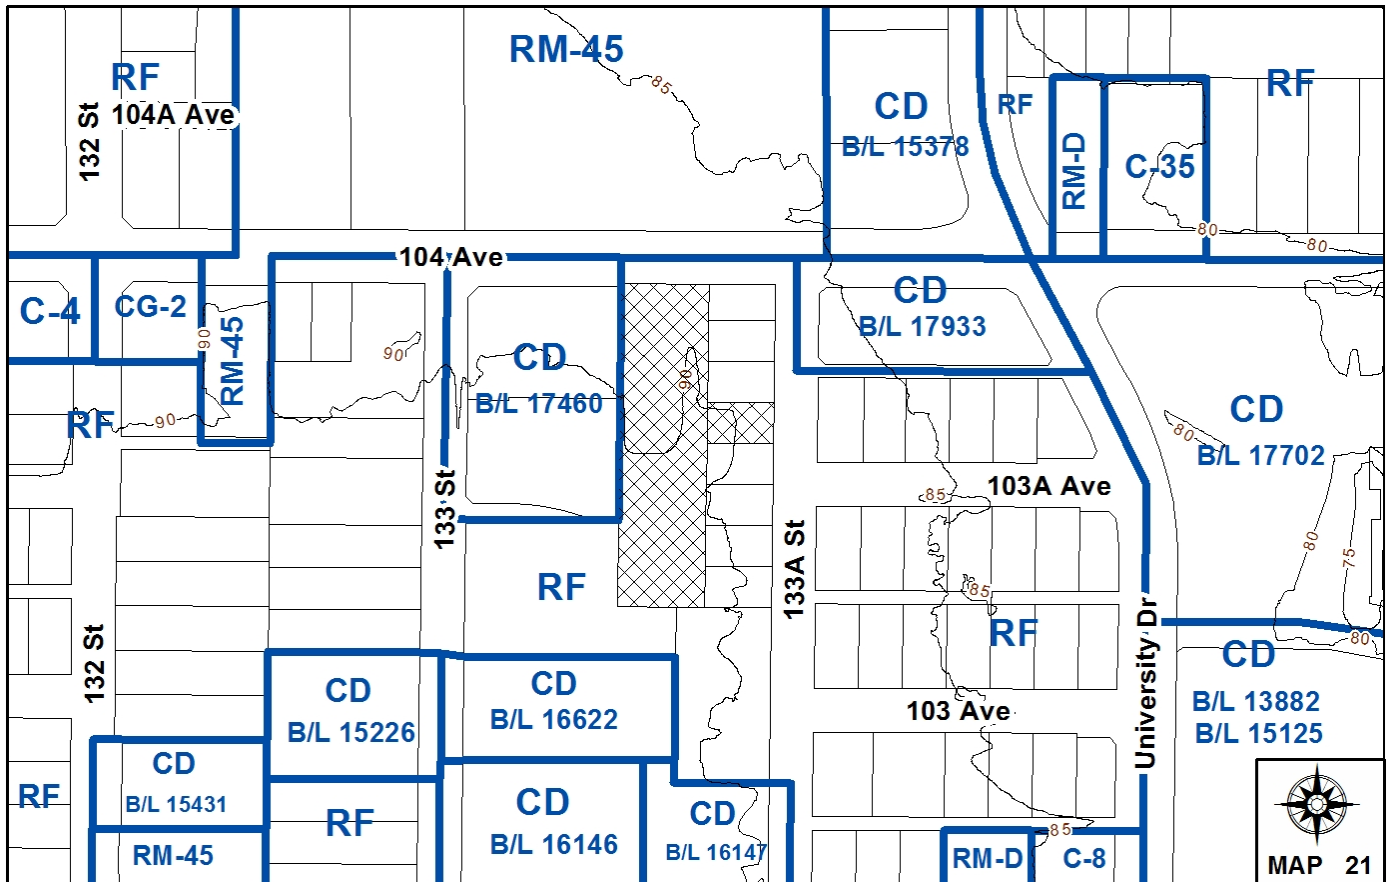 RM-45
85
RF
104A Ave
132 St
CD
B/L 15378
RF
RM-D
C-35
RF
80
80
104 Ave
C-4
CG-2
90
RM-45
90
CD
B/L 17460
90
CD
B/L 17933
RF
90
CD
B/L 17702
80
103A Ave
85
133 St
133A St
RF
85
80
75
RF
132 St
University Dr
80
CD
B/L 13882
B/L 15125
CD
B/L 15226
CD
B/L 16622
103 Ave
CD
B/L 15431
RF
RF
CD
B/L 16146
CD
B/L 16147
85
RM-45
RM-D
C-8
MAP 21